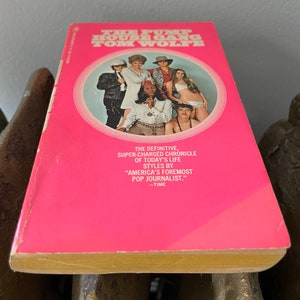 THE PUMP
HOUSE GANG
TOM WOLFE
THE DEFINITIVE,
SUPER-CHARGED CHRONICLE
OF TODAY'S LIFE
STYLES BY
"AMERICA'S FOREMOST
POP JOURNALIST."
—TIME